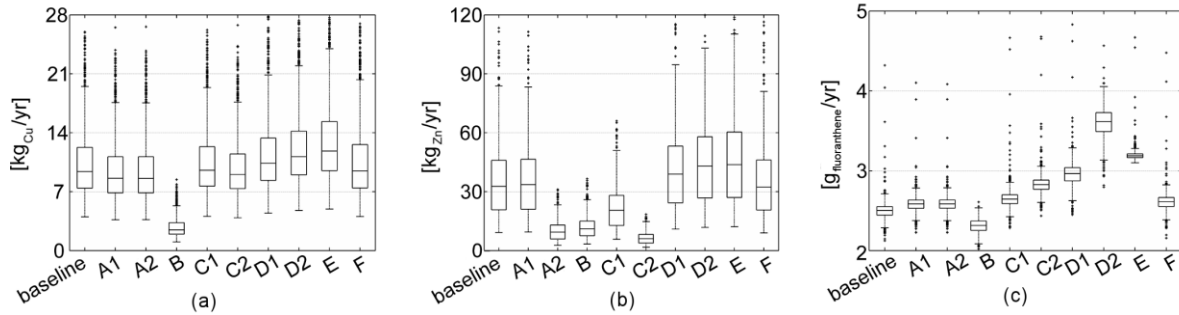 [kgCu/yr]
28
21
14
7
0
baseline
A1
A2
B
C1
C2
D1
D2
E
F
(a)
[kgZn/yr]
120
90
60
30
0
baseline
A1
A2
B
C1
C2
D1
D2
E
F
(b)
[gfluoranthene/yr]
5
4
3
2
baseline
A1
A2
B
C1
C2
D1
D2
E
F
(c)